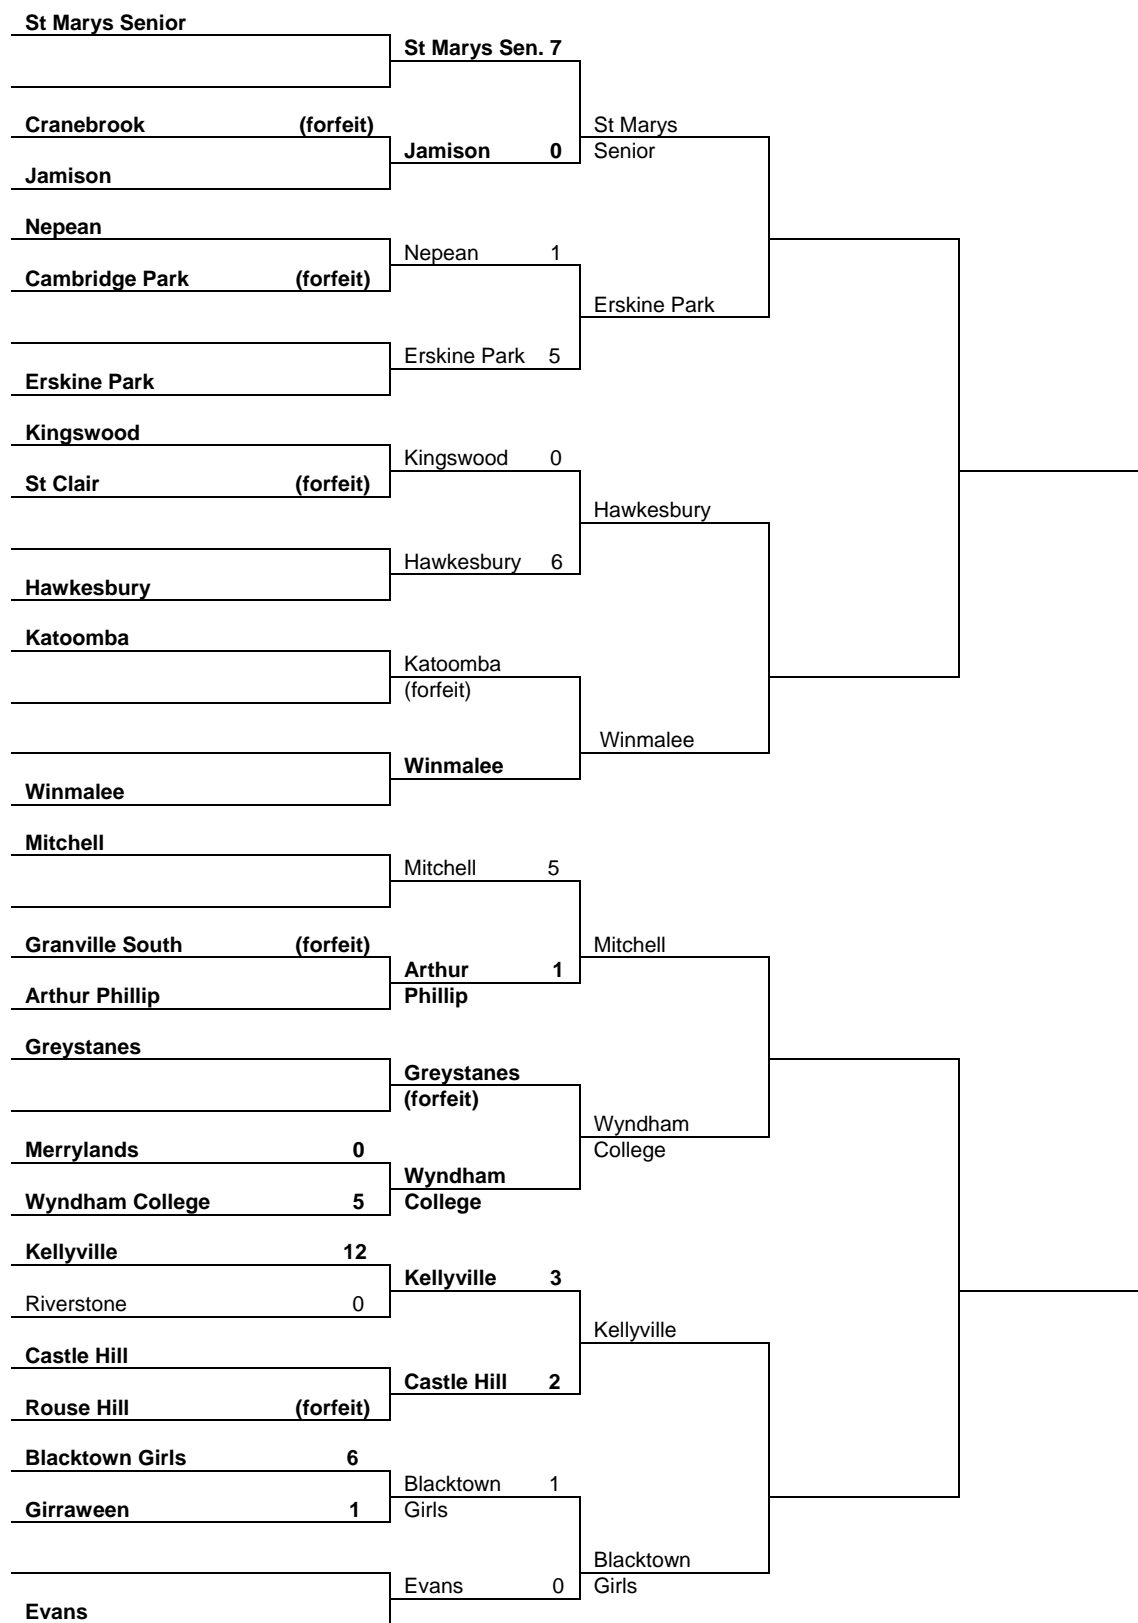 St Marys Senior
St Marys Sen. 7
Cranebrook (forfeit)
St Marys
Senior
Jamison 0
Jamison
Nepean
Nepean 1
Cambridge Park (forfeit)
Erskine Park
Erskine Park 5
Erskine Park
Kingswood
Kingswood 0
St Clair (forfeit)
Hawkesbury
Hawkesbury 6
Hawkesbury
Katoomba
Katoomba
(forfeit)
Winmalee
Winmalee
Winmalee
Mitchell
Mitchell 5
Granville South (forfeit)
Mitchell
Arthur 1
Phillip
Arthur Phillip
Greystanes
Greystanes
(forfeit)
Wyndham
College
Merrylands 0
Wyndham
College
Wyndham College 5
Kellyville 12
Kellyville 3
Riverstone 0
Kellyville
Castle Hill
Castle Hill 2
Rouse Hill (forfeit)
Blacktown Girls 6
Blacktown 1
Girls
Girraween 1
Blacktown
Girls
Evans 0
Evans